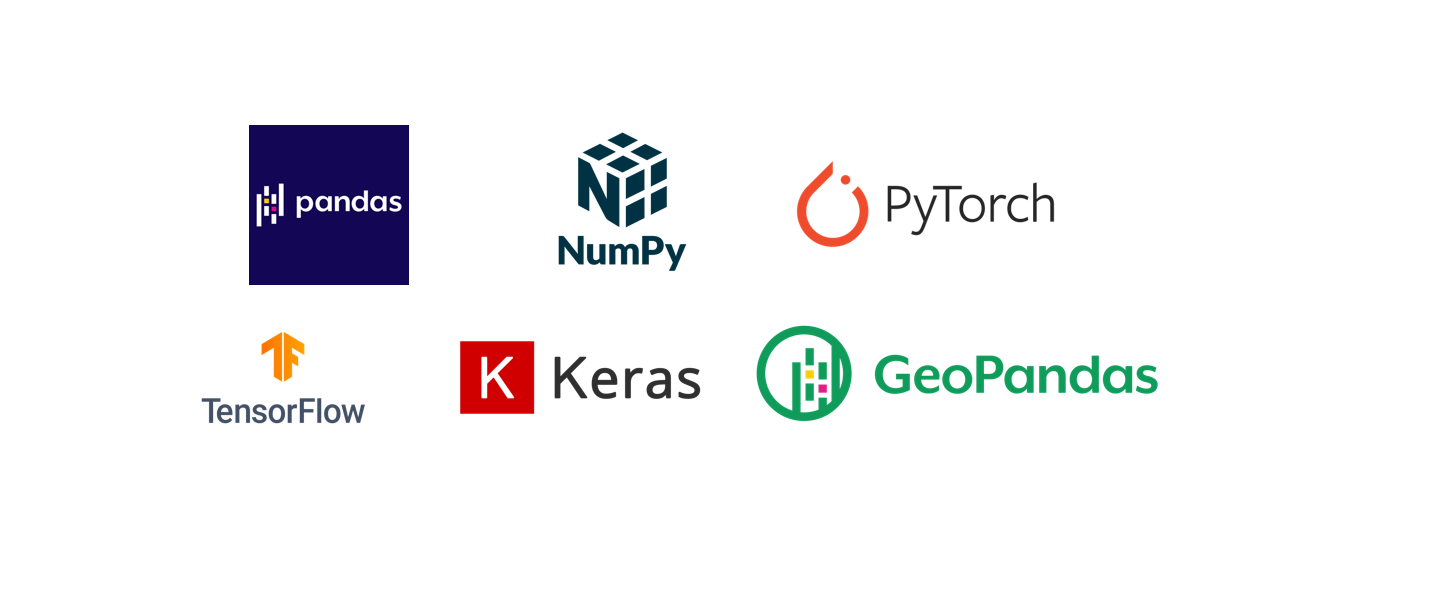 pandas
NumPy
PyTorch
TensorFlow
K Keras
GeoPandas